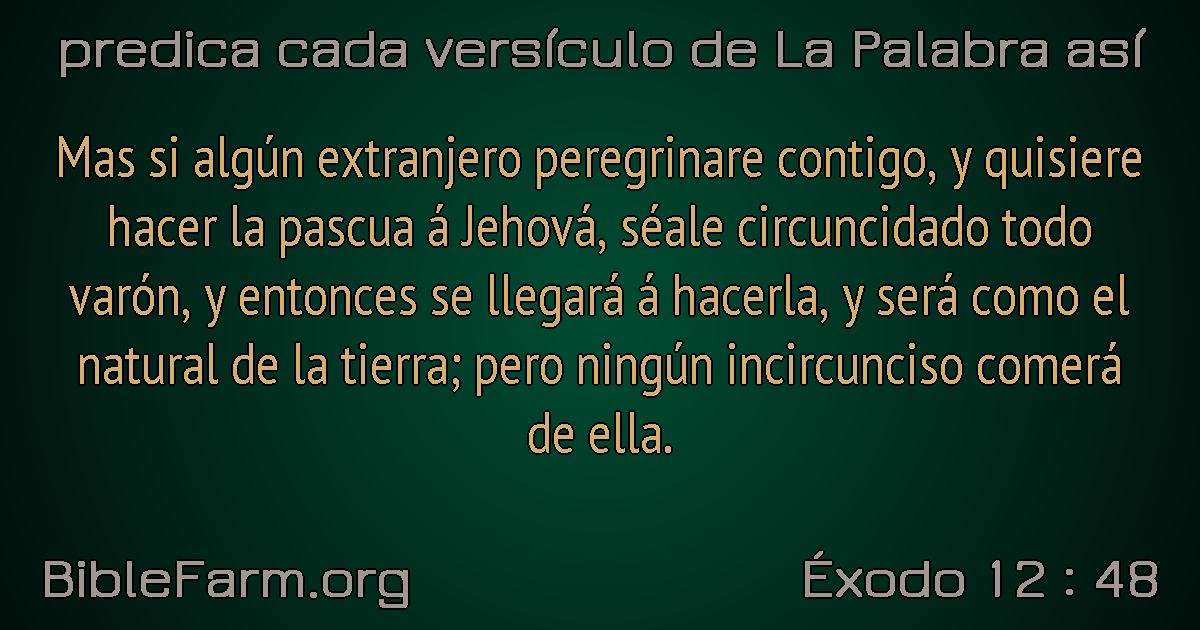 predica cada versículo de La Palabra así
Mas si algún extranjero peregrinare contigo, y quisiere
hacer la pascua á Jehová, séale circuncidado todo
varón, y entonces se llegará á hacerla, y será como el
natural de la tierra; pero ningún incircunciso comerá
de ella.
BibleFarm.org
Éxodo 12 : 48